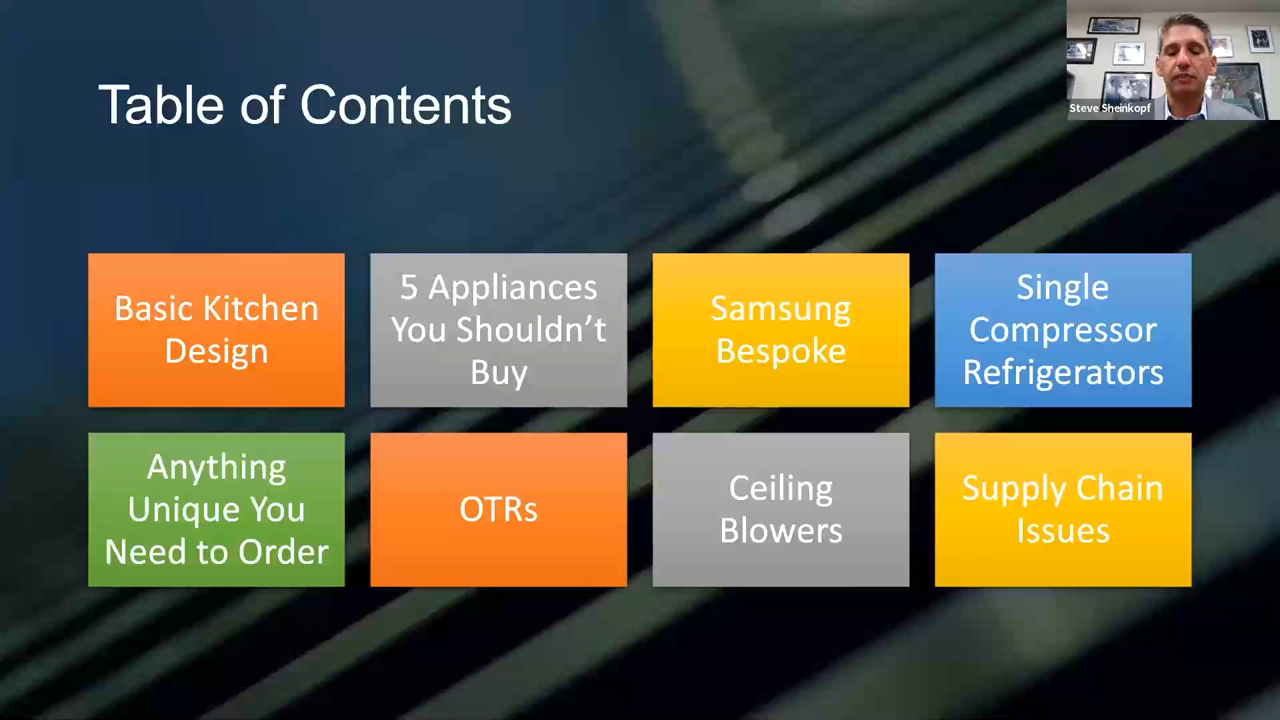 Table of Contents
Steve Sheinkopf
Basic Kitchen
Design
5 Appliances
You Shouldn’t
Buy
Samsung
Bespoke
Single
Compressor
Refrigerators
Anything
Unique You
Need to Order
OTRs
Ceiling
Blowers
Supply Chain
Issues